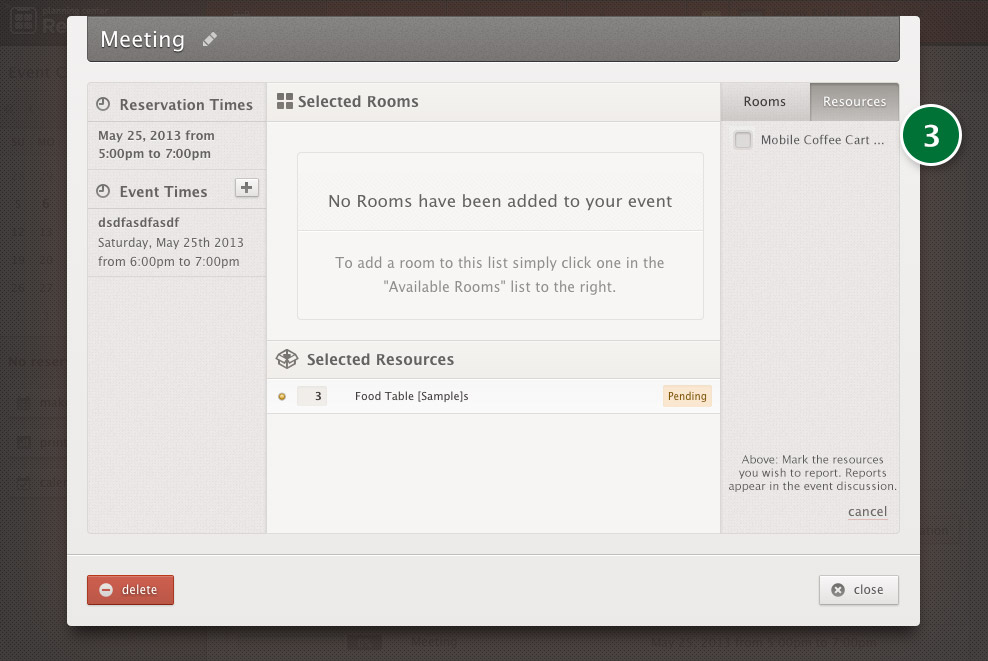 Meeting
Reservation Times
May 25, 2013 from
5:00pm to 7:00pm
Event Times
dsdfasdfasdf
Saturday, May 25th 2013
from 6:00pm to 7:00pm
Selected Rooms
No Rooms have been added to your event
To add a room to this list simply click one in the
"Available Rooms" list to the right.
Selected Resources
3 Food Table [Sample]s Pending
Rooms Resources
3
Mobile Coffee Cart ...
Above: Mark the resources
you wish to report. Reports
appear in the event discussion.
cancel
delete
close
Meeting